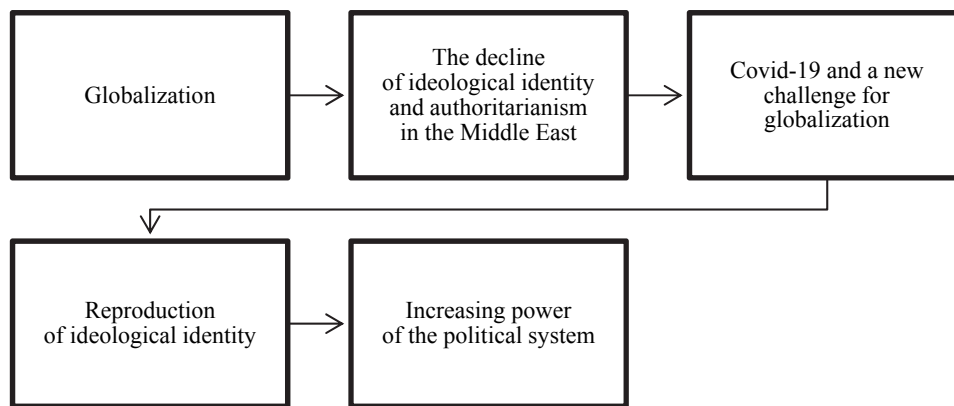 Globalization
The decline
of ideological identity
and authoritarianism
in the Middle East
Covid-19 and a new
challenge for
globalization
Reproduction
of ideological identity
Increasing power
of the political system